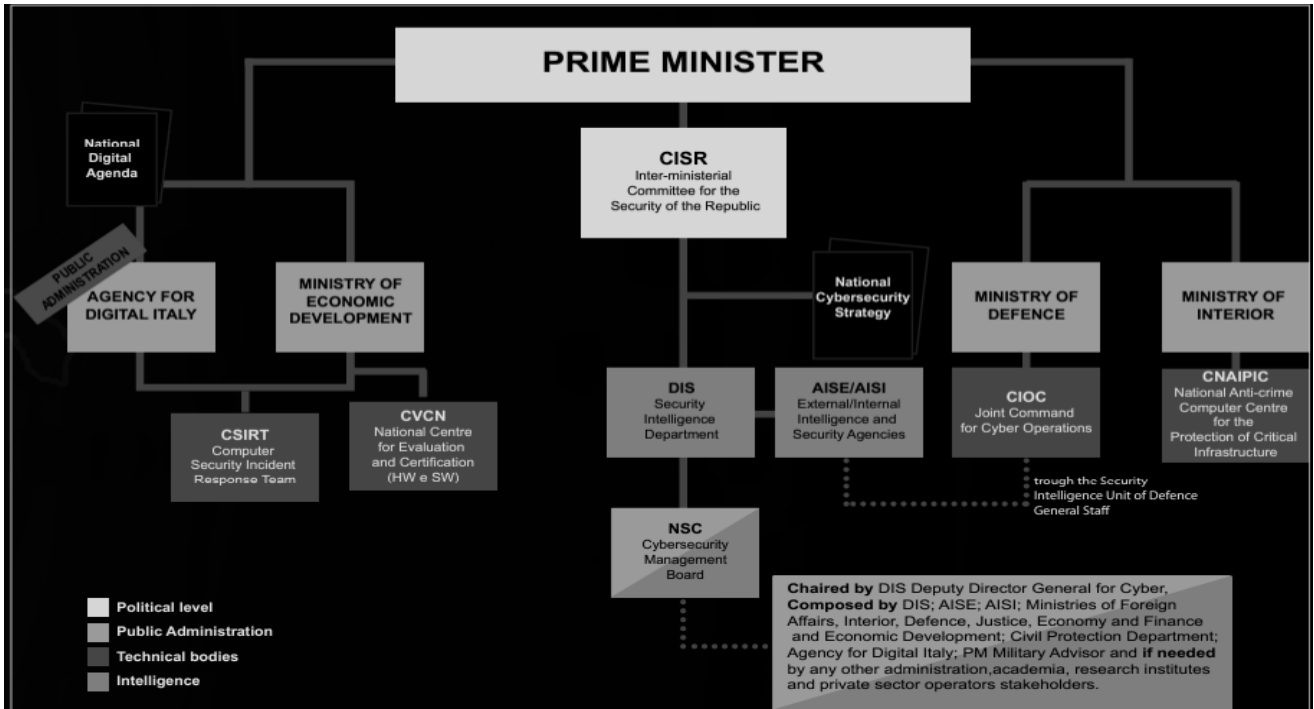 PRIME MINISTER
National
Digital
Agenda
CISR
Inter-ministerial
Committee for the
Security of the Republic
PUBLIC
ADMINISTRATION
AGENCY FOR
DIGITAL ITALY
MINISTRY OF
ECONOMIC
DEVELOPMENT
National
Cybersecurity
Strategy
MINISTRY OF
DEFENCE
MINISTRY OF
INTERIOR
CSIRT
Computer
Security Incident
Response Team
CVCN
National Centre
for Evaluation
and Certification
(HW e SW)
DIS
Security
Intelligence
Department
AISE/AISI
External/Internal
Intelligence and
Security Agencies
CIOC
Joint Command
for Cyber Operations
CNAIPIC
National Anti-crime
Computer Centre
for the
Protection of Critical
Infrastructure
trough the Security
Intelligence Unit of Defence
General Staff
NSC
Cybersecurity
Management
Board
Chaired by DIS Deputy Director General for Cyber,
Composed by DIS; AISE; AISI; Ministries of Foreign
Affairs, Interior, Defence, Justice, Economy and Finance
and Economic Development; Civil Protection Department;
Agency for Digital Italy; PM Military Advisor and if needed
by any other administration,academia, research institutes
and private sector operators stakeholders.
Political level
Public Administration
Technical bodies
Intelligence